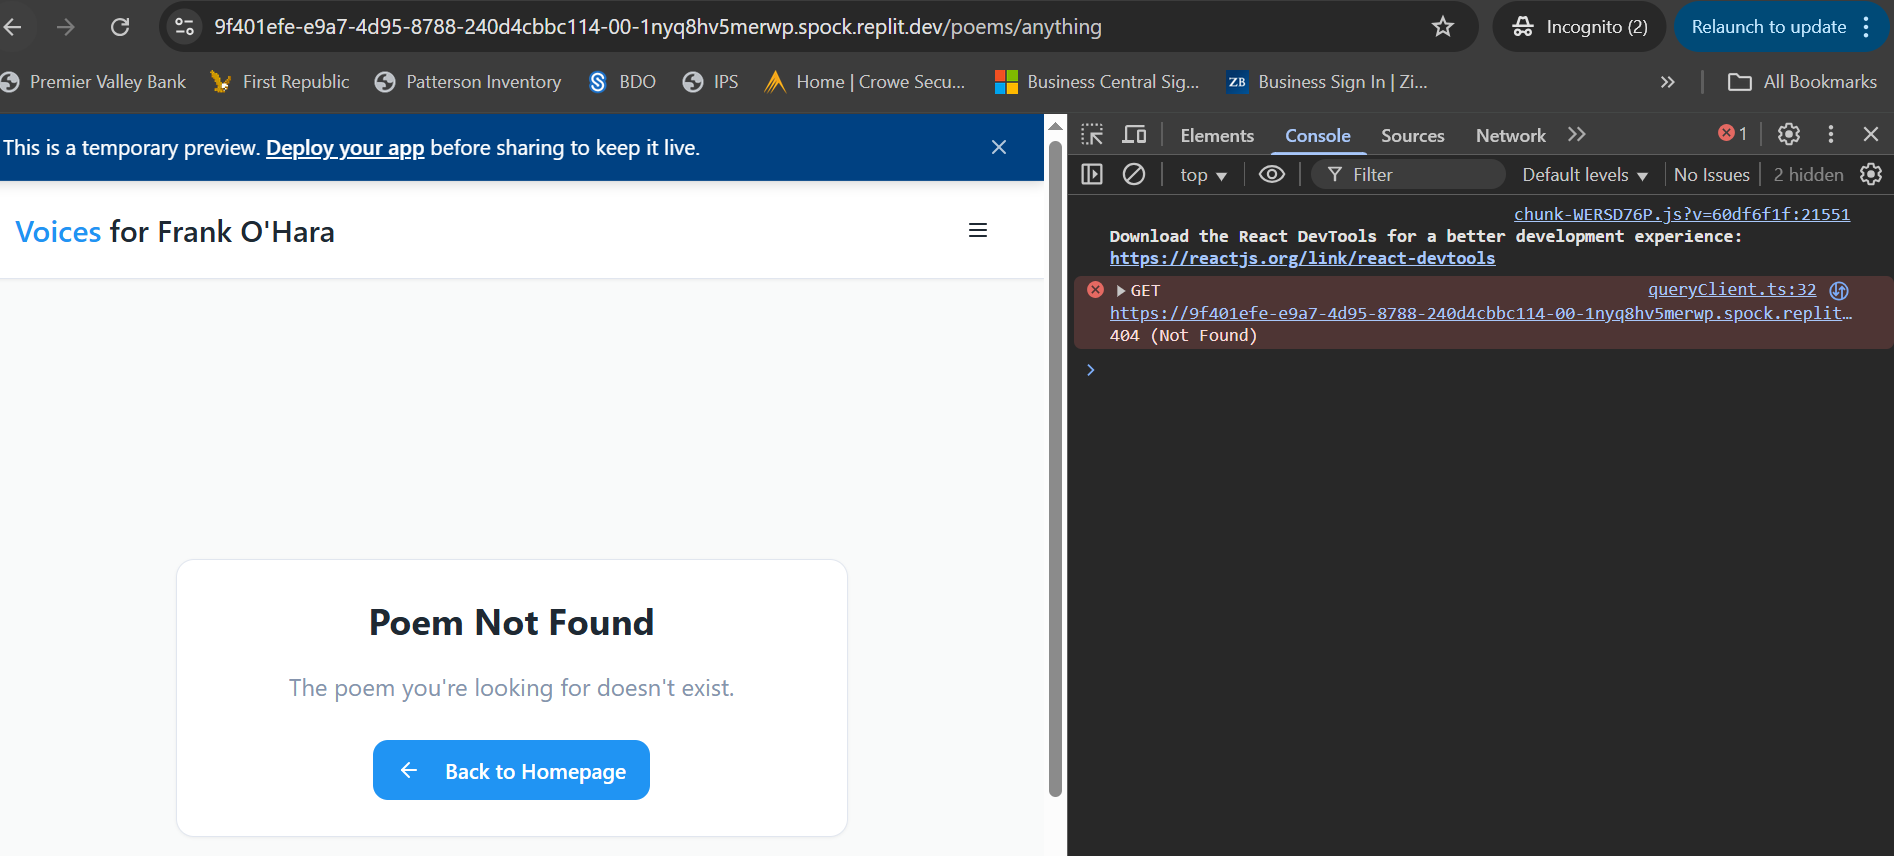 9f401efe-e9a7-4d95-8788-240d4cbbc114-00-1nyq8hv5merwp.spock.replit.dev/poems/anything
Incognito (2)
Relaunch to update
Premier Valley Bank
First Republic
Patterson Inventory
BDO
IPS
Home | Crowe Secu...
Business Central Sig...
ZB
Business Sign In | Zi...
All Bookmarks
This is a temporary preview. Deploy your app before sharing to keep it live.
Voices for Frank O'Hara
Poem Not Found
The poem you're looking for doesn't exist.
Back to Homepage
Elements
Console
Sources
Network
1
top
Filter
Default levels
No Issues
2 hidden
chunk-WERSD76P.js?v=60df6f1f:21551
Download the React DevTools for a better development experience:
https://reactjs.org/link/react-devtools
GET
queryClient.ts:32
https://9f401efe-e9a7-4d95-8788-240d4cbbc114-00-1nyq8hv5merwp.spock.replit…
404 (Not Found)